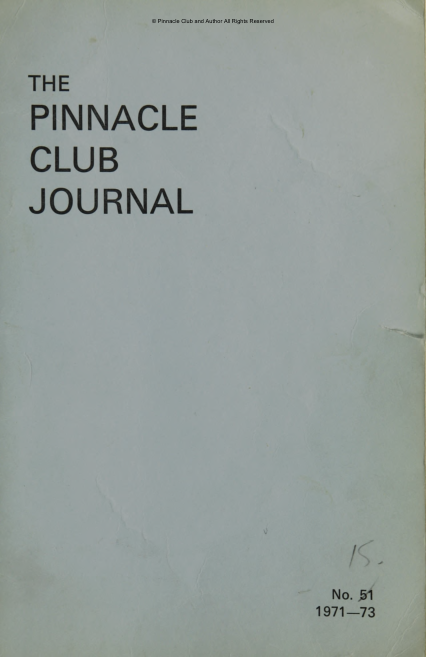 © Pinnacle Club and Author All Rights Reserved
THE
PINNACLE
CLUB
JOURNAL
15.
No. 51
1971—73